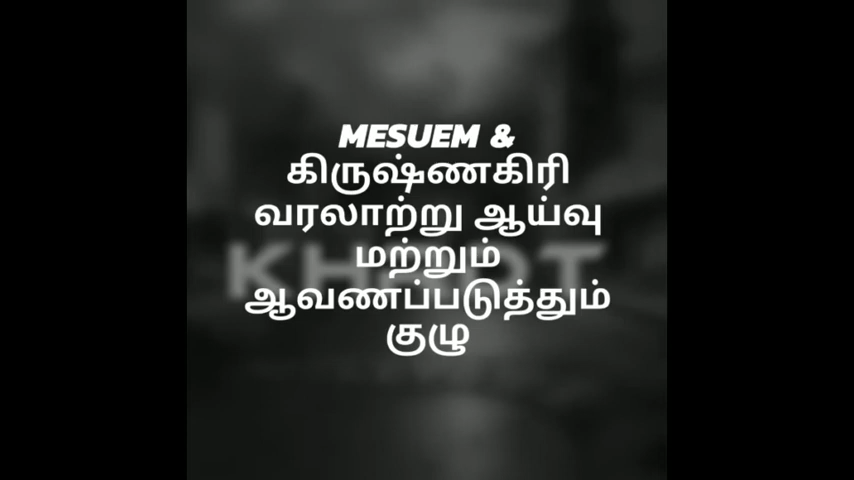 MESUEM &
கிருஷ்ணகிரி
வரலாற்று ஆய்வு
மற்றும்
ஆவணப்படுத்தும்
குழு